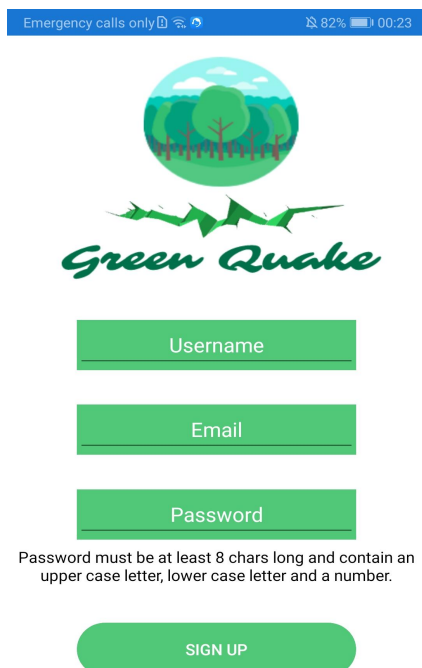 Emergency calls only 82% 00:23
Green Quake
Username
Email
Password
Password must be at least 8 chars long and contain an
upper case letter, lower case letter and a number.
SIGN UP